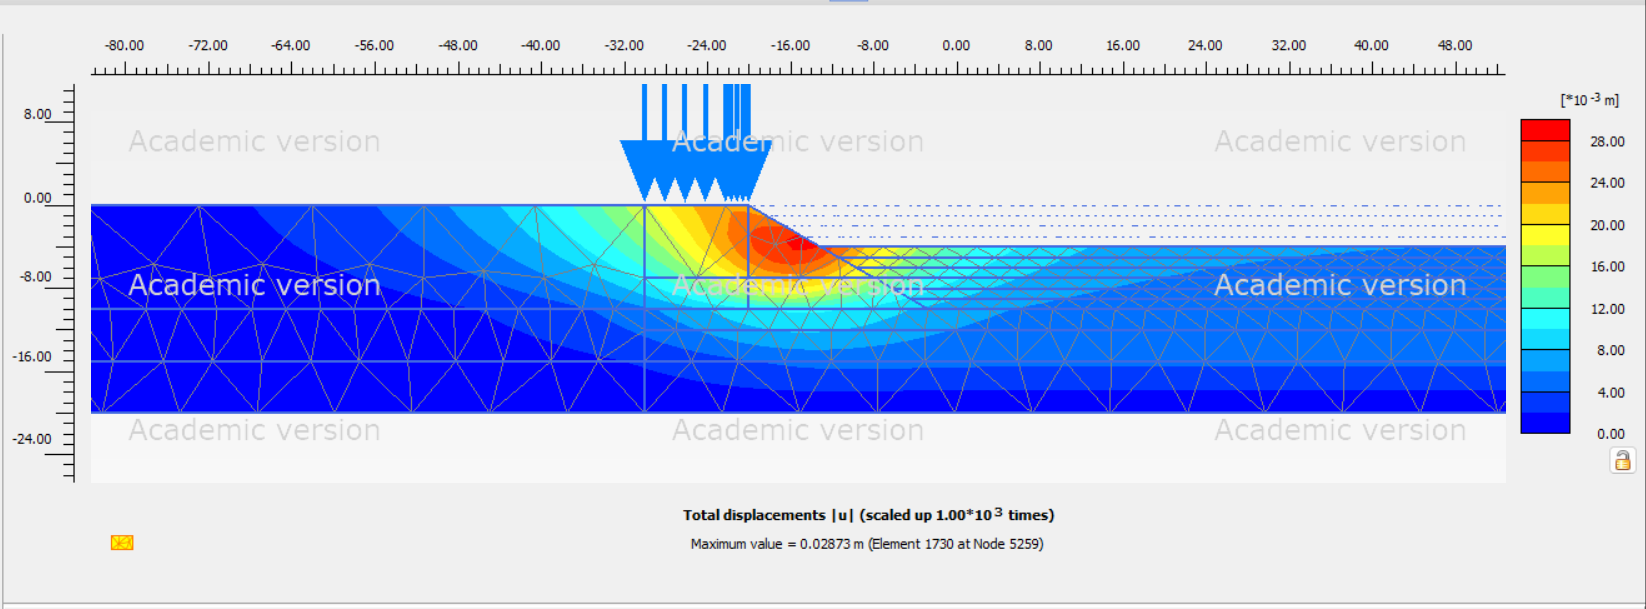 -80.00 -72.00 -64.00 -56.00 -48.00 -40.00 -32.00 -24.00 -16.00 -8.00 0.00 8.00 16.00 24.00 32.00 40.00 48.00
[*10 -3 m]
8.00
Academic version Academic version Academic version
28.00
24.00
0.00
20.00
16.00
-8.00
Academic version Academic version Academic version
12.00
8.00
-16.00
4.00
0.00
-24.00
Academic version Academic version Academic version
Total displacements |u| (scaled up 1.00*10 3 times)
Maximum value = 0.02873 m (Element 1730 at Node 5259)